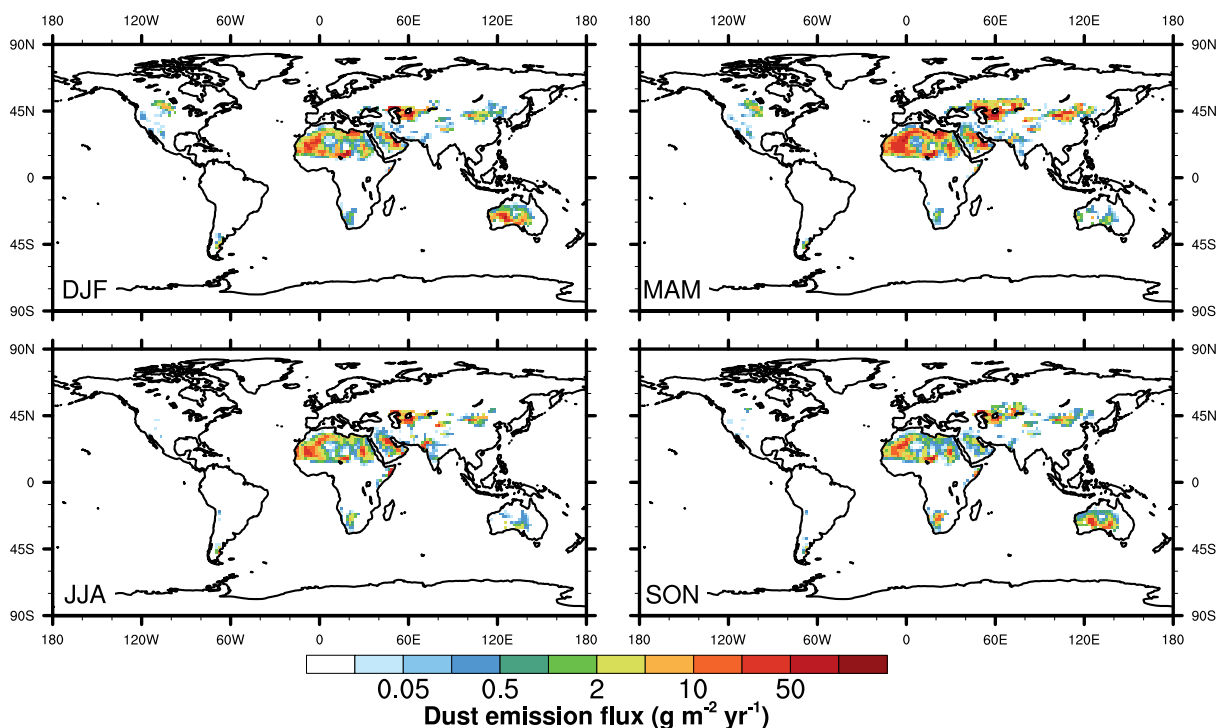 180 120W 60W 0 60E 120E 180 180 120W 60W 0 60E 120E 180
90N 90N
45N 45N
0 0
45S 45S
DJF MAM
90S 90S
90N 90N
45N 45N
0 0
45S 45S
JJA SON
90S 90S
180 120W 60W 0 60E 120E 180 180 120W 60W 0 60E 120E 180
0.05 0.5 2 10 50
Dust emission flux (g m⁻² yr⁻¹)